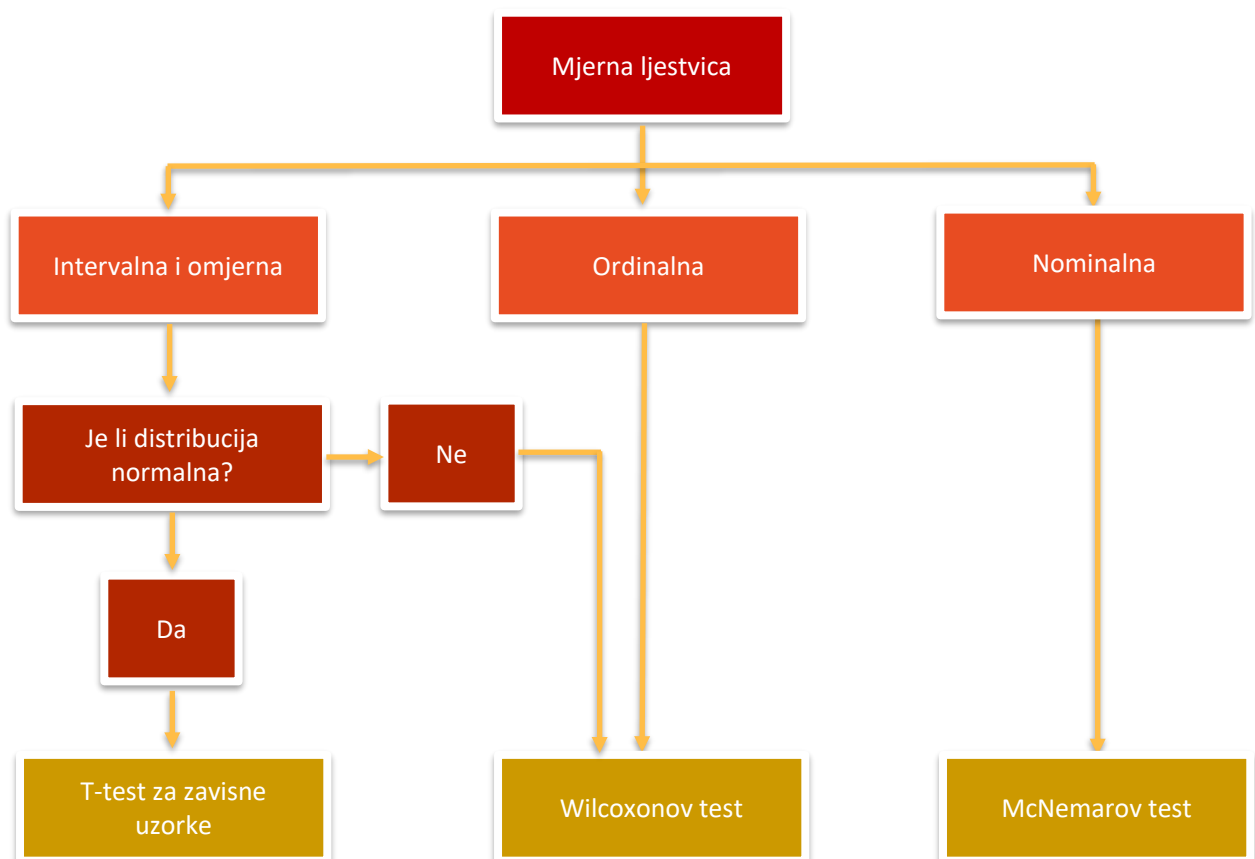 Mjerna ljestvica
Intervalna i omjerna
Ordinalna
Nominalna
Je li distribucija
normalna?
Ne
Da
T-test za zavisne
uzorke
Wilcoxonov test
McNemarov test